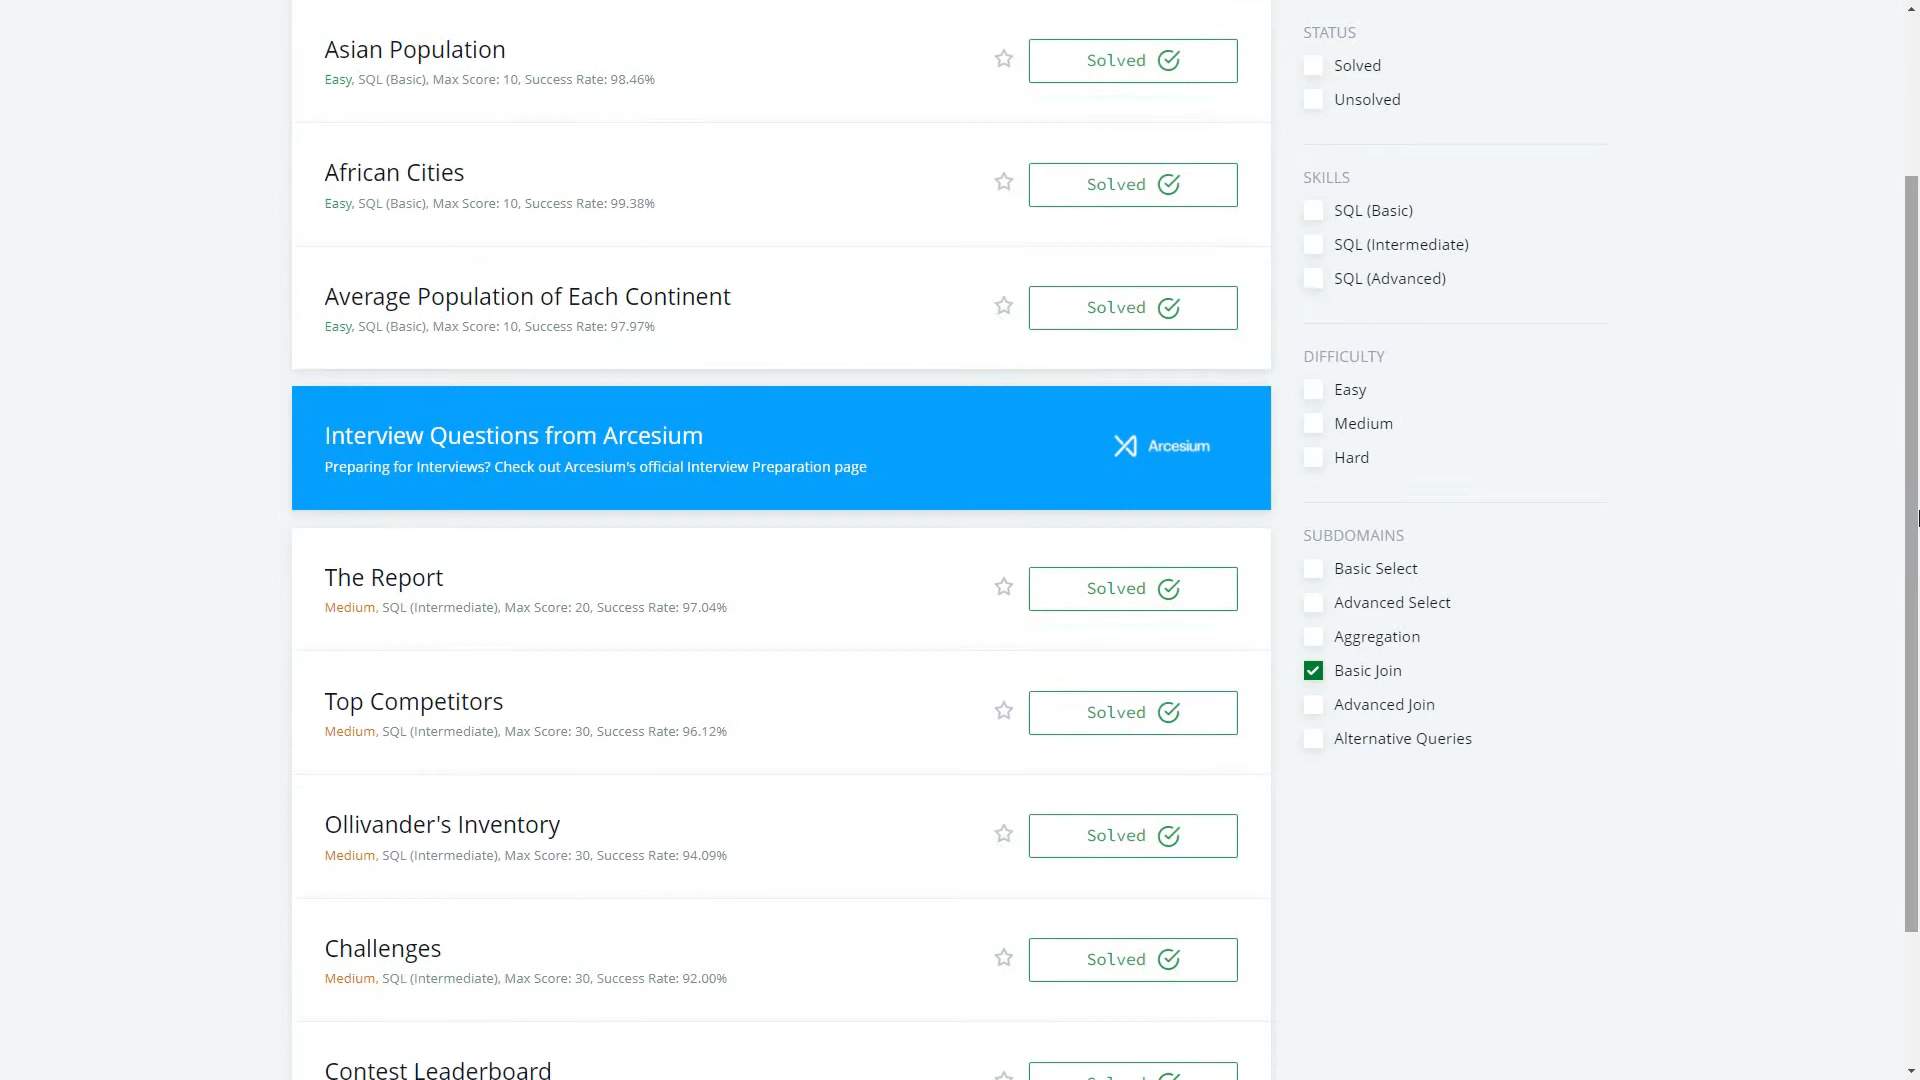 Asian Population
Easy, SQL (Basic), Max Score: 10, Success Rate: 98.46%
Solved
African Cities
Easy, SQL (Basic), Max Score: 10, Success Rate: 99.38%
Solved
Average Population of Each Continent
Easy, SQL (Basic), Max Score: 10, Success Rate: 97.97%
Solved
Interview Questions from Arcesium
Preparing for Interviews? Check out Arcesium's official Interview Preparation page
Arcesium
The Report
Medium, SQL (Intermediate), Max Score: 20, Success Rate: 97.04%
Solved
Top Competitors
Medium, SQL (Intermediate), Max Score: 30, Success Rate: 96.12%
Solved
Ollivander's Inventory
Medium, SQL (Intermediate), Max Score: 30, Success Rate: 94.09%
Solved
Challenges
Medium, SQL (Intermediate), Max Score: 30, Success Rate: 92.00%
Solved
Contest Leaderboard
Solved
STATUS
Solved
Unsolved
SKILLS
SQL (Basic)
SQL (Intermediate)
SQL (Advanced)
DIFFICULTY
Easy
Medium
Hard
SUBDOMAINS
Basic Select
Advanced Select
Aggregation
Basic Join
Advanced Join
Alternative Queries